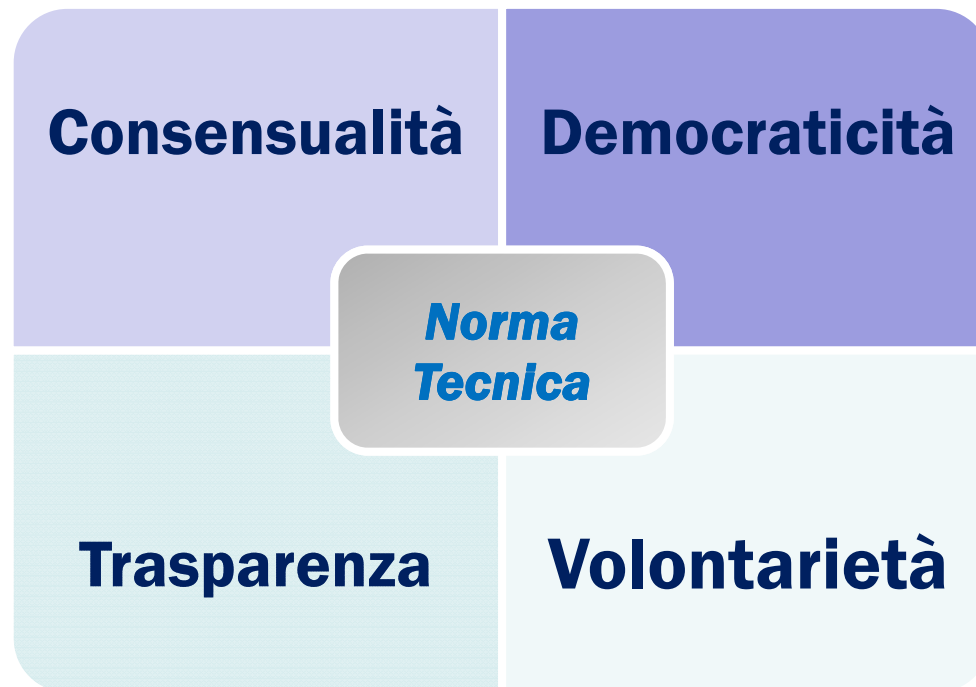 Consensualità
Democraticità
Norma
Tecnica
Trasparenza
Volontarietà